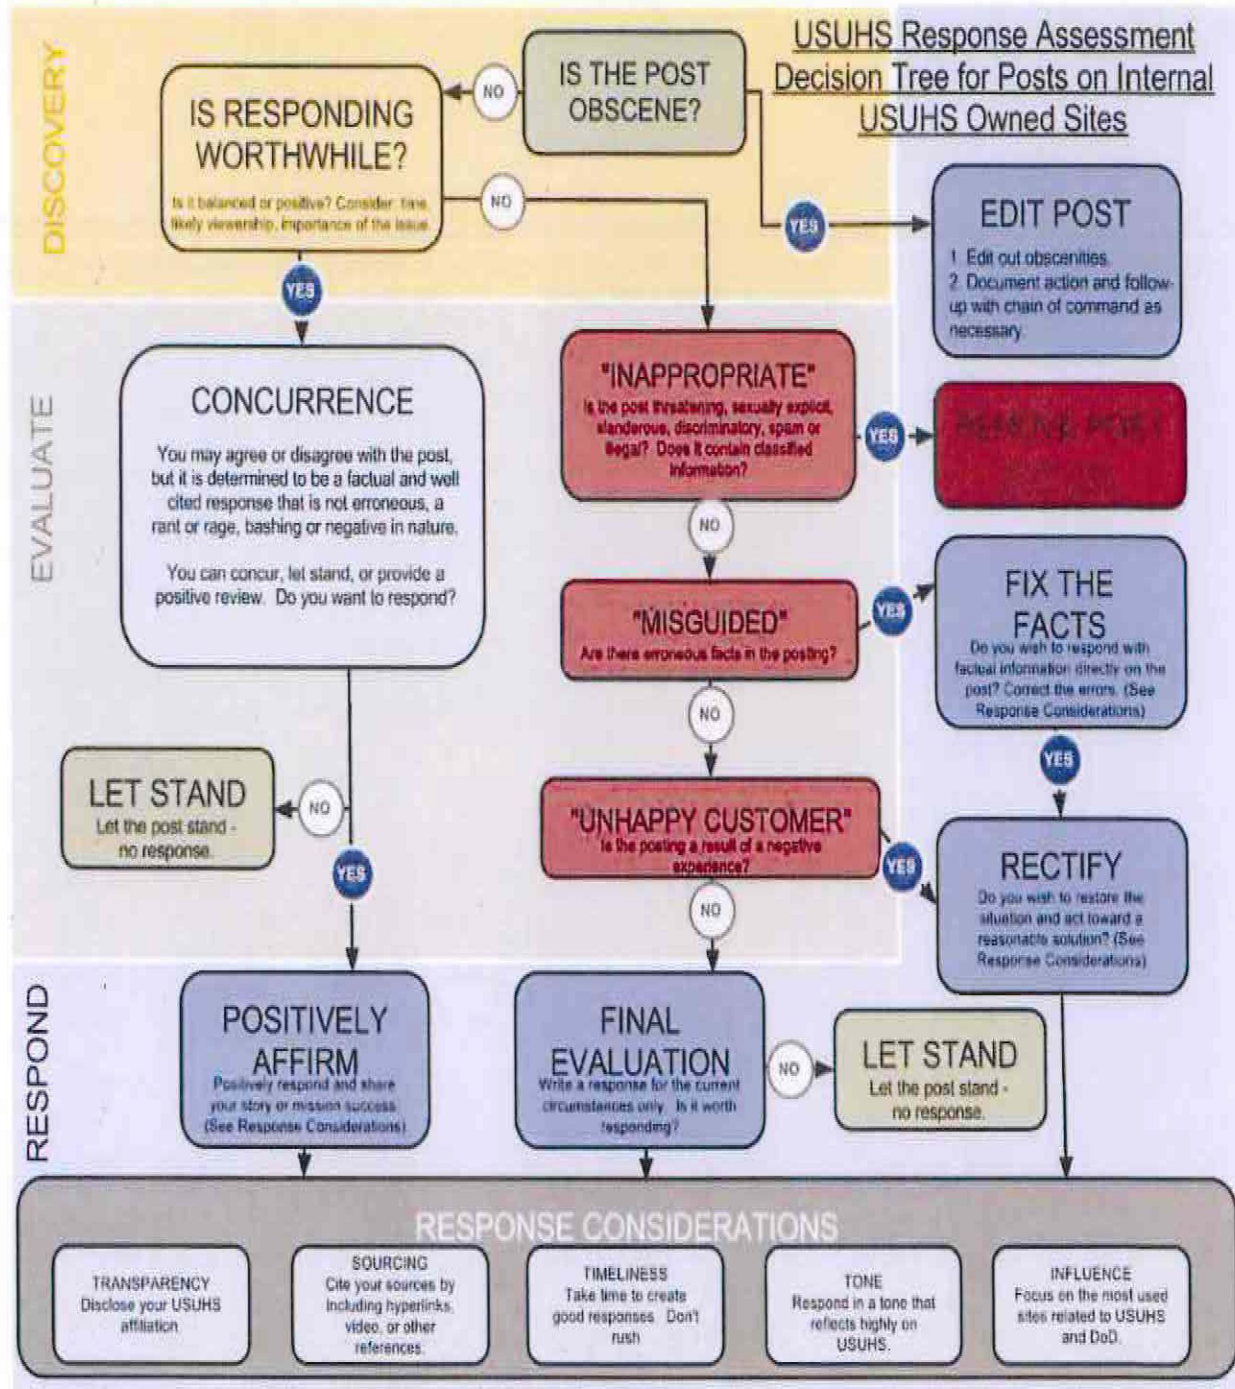 USUHS Response Assessment
Decision Tree for Posts on Internal
USUHS Owned Sites
DISCOVERY
IS THE POST
OBSCENE?
NO
IS RESPONDING
WORTHWHILE?
Is it balanced or positive? Consider: time,
likely viewership, importance of the issue.
NO
YES
YES
EDIT POST
1. Edit out obscenities.
2. Document action and follow-
up with chain of command as
necessary.
EVALUATE
CONCURRENCE
You may agree or disagree with the post,
but it is determined to be a factual and well
cited response that is not erroneous, a
rant or rage, bashing or negative in nature.
You can concur, let stand, or provide a
positive review. Do you want to respond?
"INAPPROPRIATE"
Is the post threatening, sexually explicit,
slanderous, discriminatory, spam or
illegal? Does it contain classified
information?
YES
REMOVE POST
NO
"MISGUIDED"
Are there erroneous facts in the posting?
YES
FIX THE
FACTS
Do you wish to respond with
factual information directly on the
post? Correct the errors. (See
Response Considerations)
NO
YES
LET STAND
Let the post stand -
no response.
NO
YES
"UNHAPPY CUSTOMER"
Is the posting a result of a negative
experience?
YES
RECTIFY
Do you wish to restore the
situation and act toward a
reasonable solution? (See
Response Considerations)
NO
RESPOND
POSITIVELY
AFFIRM
Positively respond and share
your story or mission success.
(See Response Considerations)
FINAL
EVALUATION
Write a response for the current
circumstances only. Is it worth
responding?
NO
LET STAND
Let the post stand -
no response.
RESPONSE CONSIDERATIONS
TRANSPARENCY
Disclose your USUHS
affiliation
SOURCING
Cite your sources by
including hyperlinks,
video, or other
references.
TIMELINESS
Take time to create
good responses. Don't
rush
TONE
Respond in a tone that
reflects highly on
USUHS.
INFLUENCE
Focus on the most used
sites related to USUHS
and DoD.